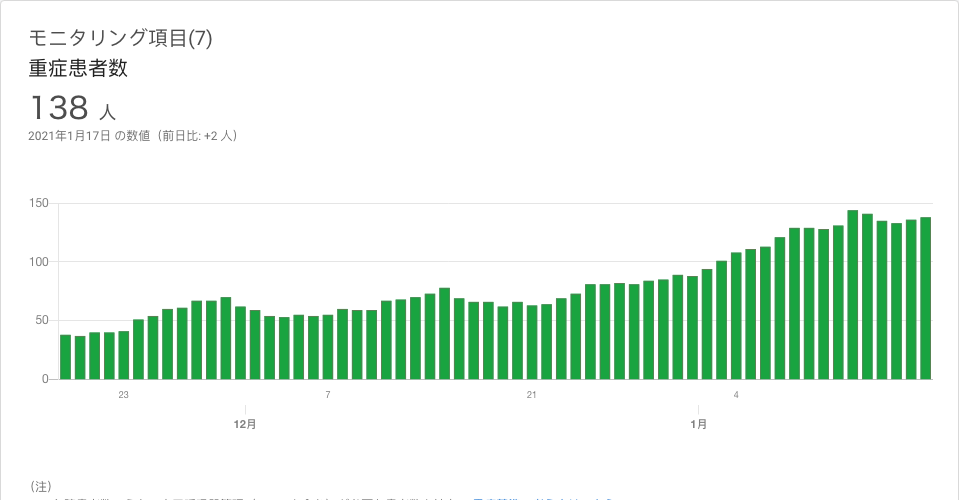 モニタリング項目(7)
重症患者数
138 人
2021年1月17日 の数値（前日比: +2 人）
150
100
50
0
23 7 21 4
12月 1月
（注）